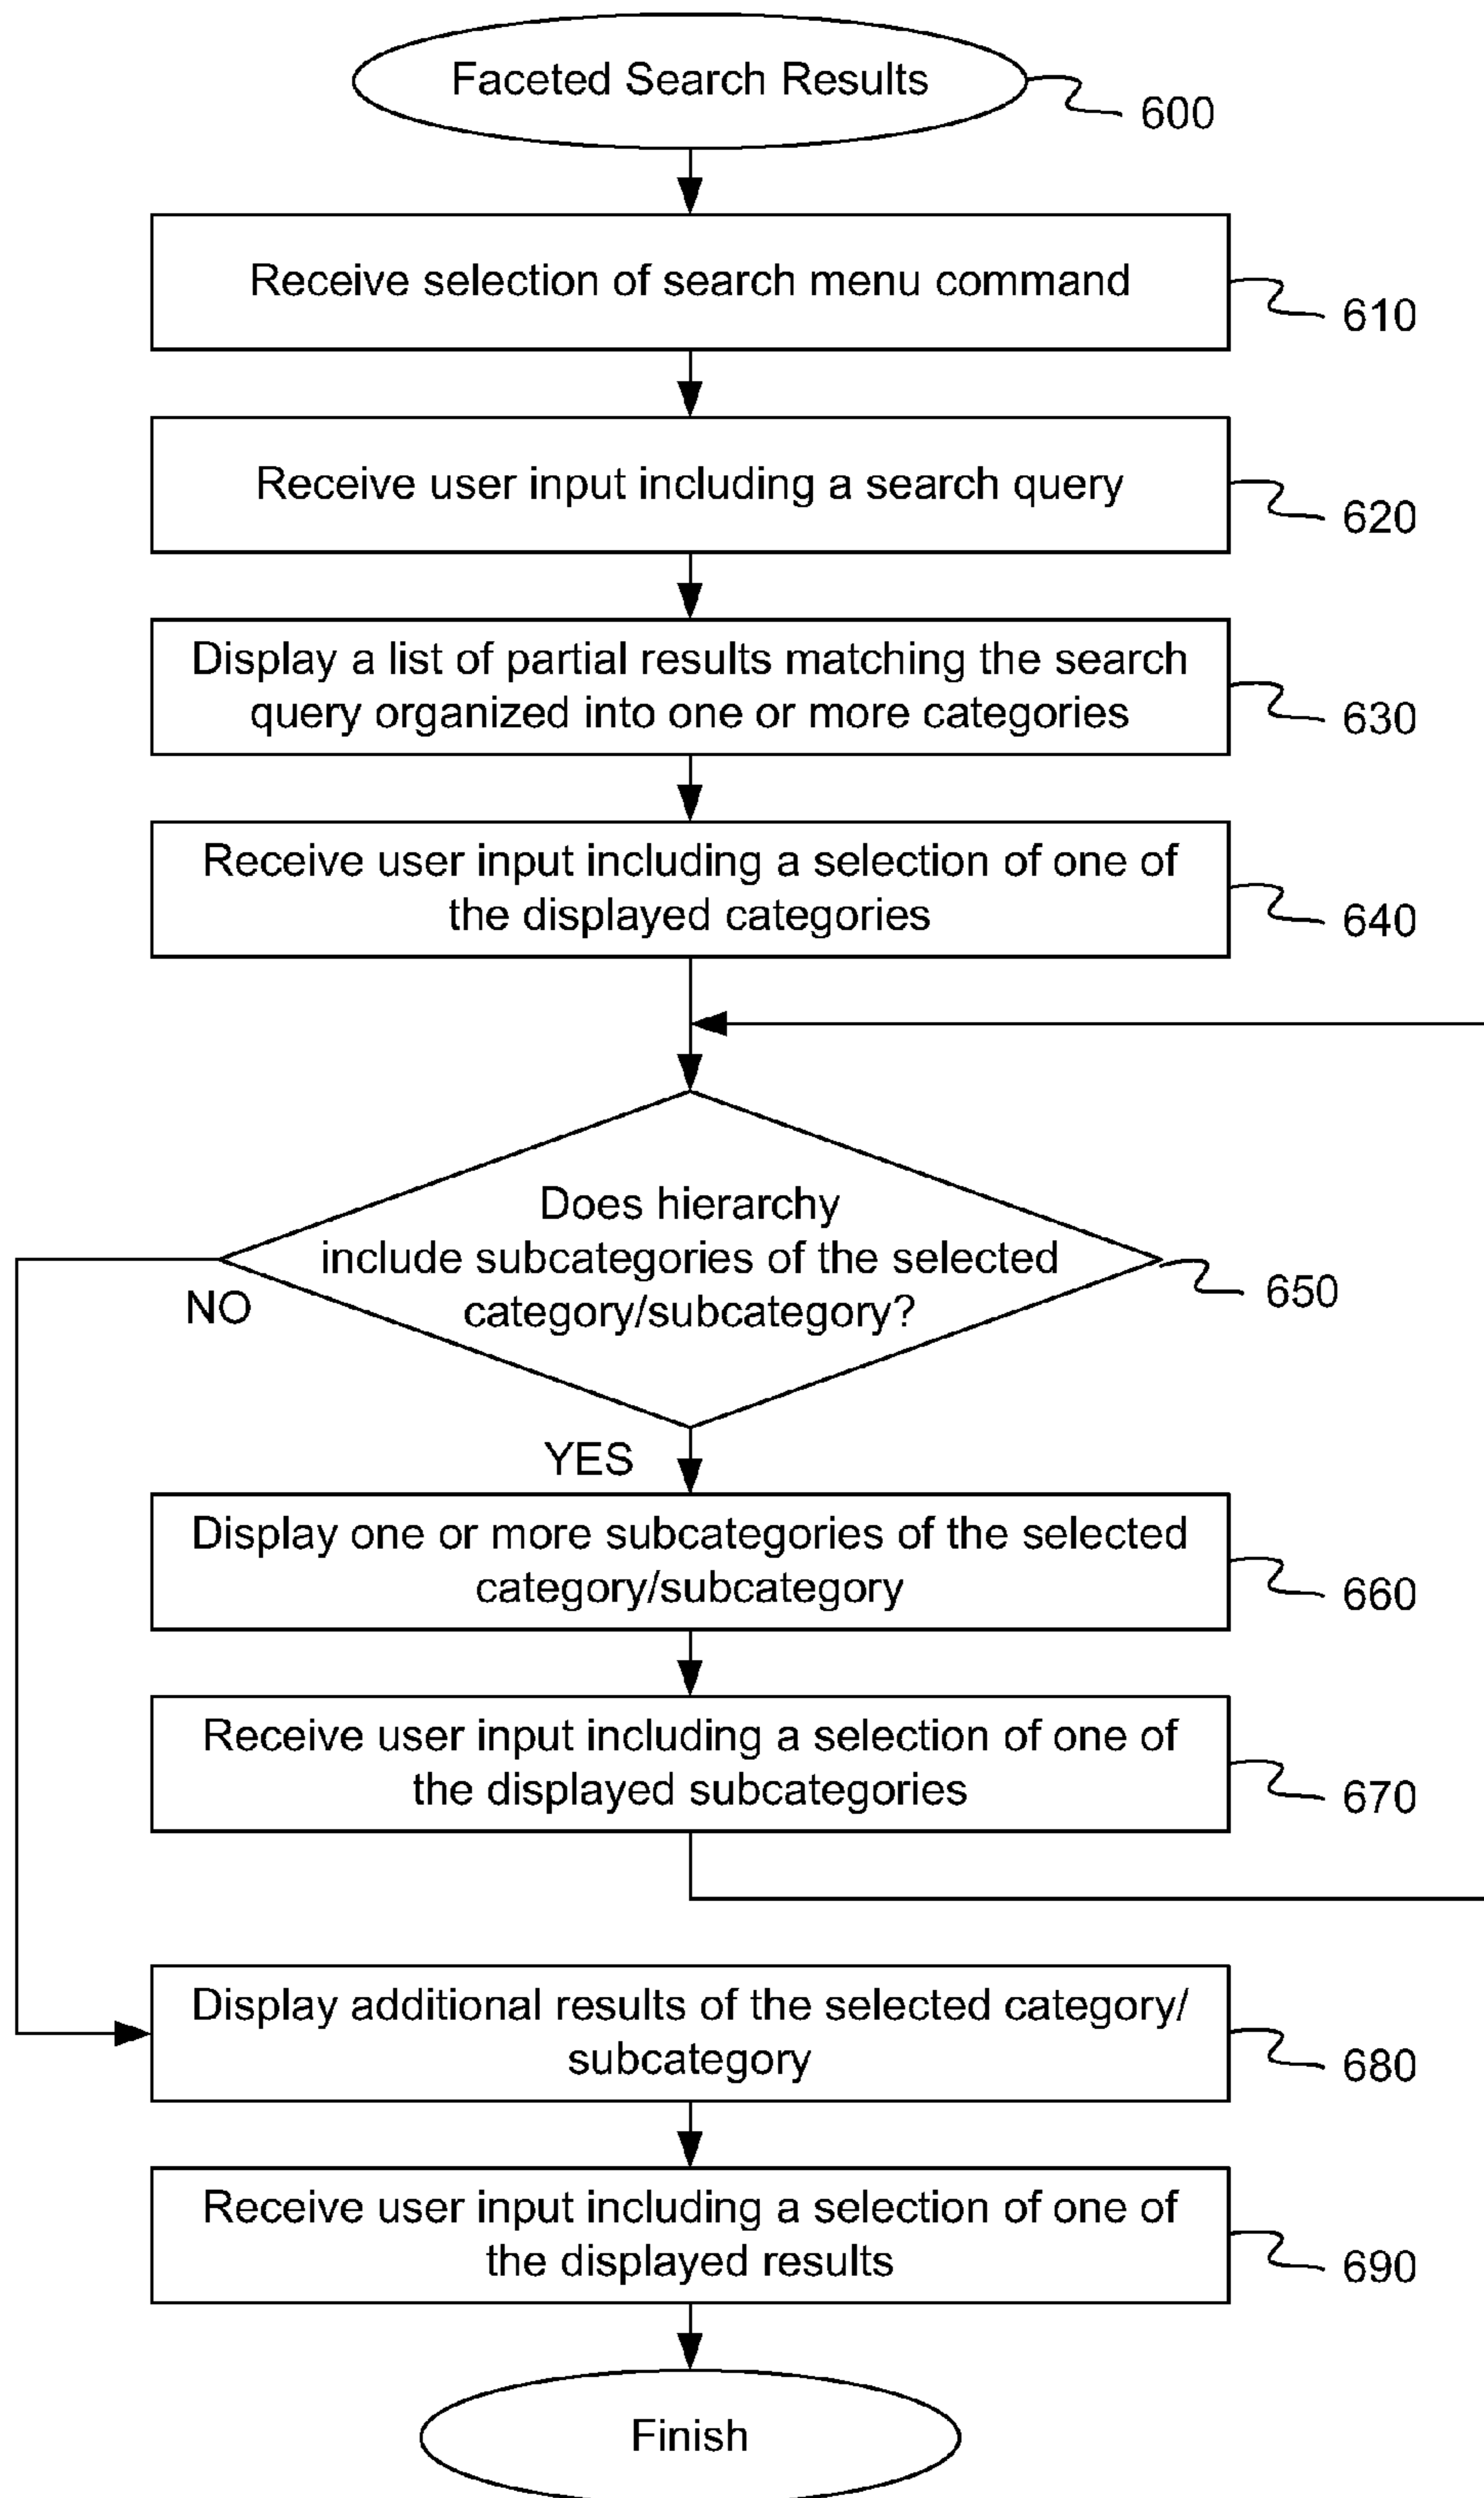 Faceted Search Results
600
Receive selection of search menu command
610
Receive user input including a search query
620
Display a list of partial results matching the search
query organized into one or more categories
630
Receive user input including a selection of one of
the displayed categories
640
Does hierarchy
include subcategories of the selected
category/subcategory?
650
NO
YES
Display one or more subcategories of the selected
category/subcategory
660
Receive user input including a selection of one of
the displayed subcategories
670
Display additional results of the selected category/
subcategory
680
Receive user input including a selection of one of
the displayed results
690
Finish